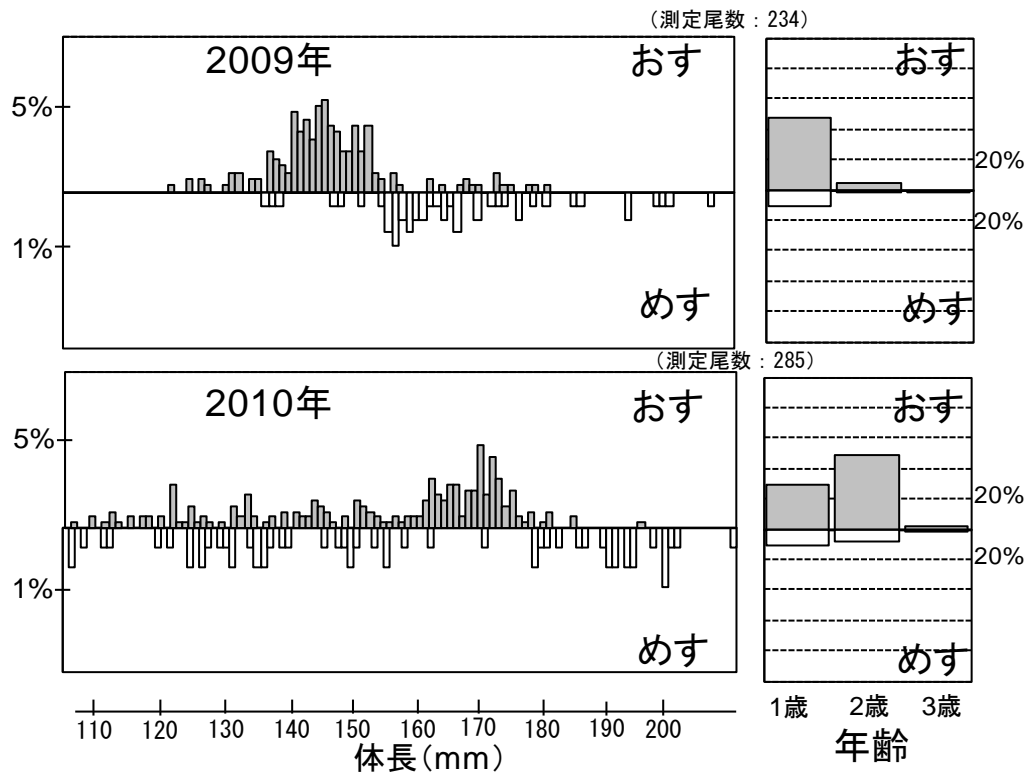 （測定尾数：234）
2009年
おす
おす
5%
20%
20%
1%
めす
めす
（測定尾数：285）
2010年
おす
おす
5%
20%
20%
1%
めす
めす
110 120 130 140 150 160 170 180 190 200
1歳 2歳 3歳
体長(mm)
年齢